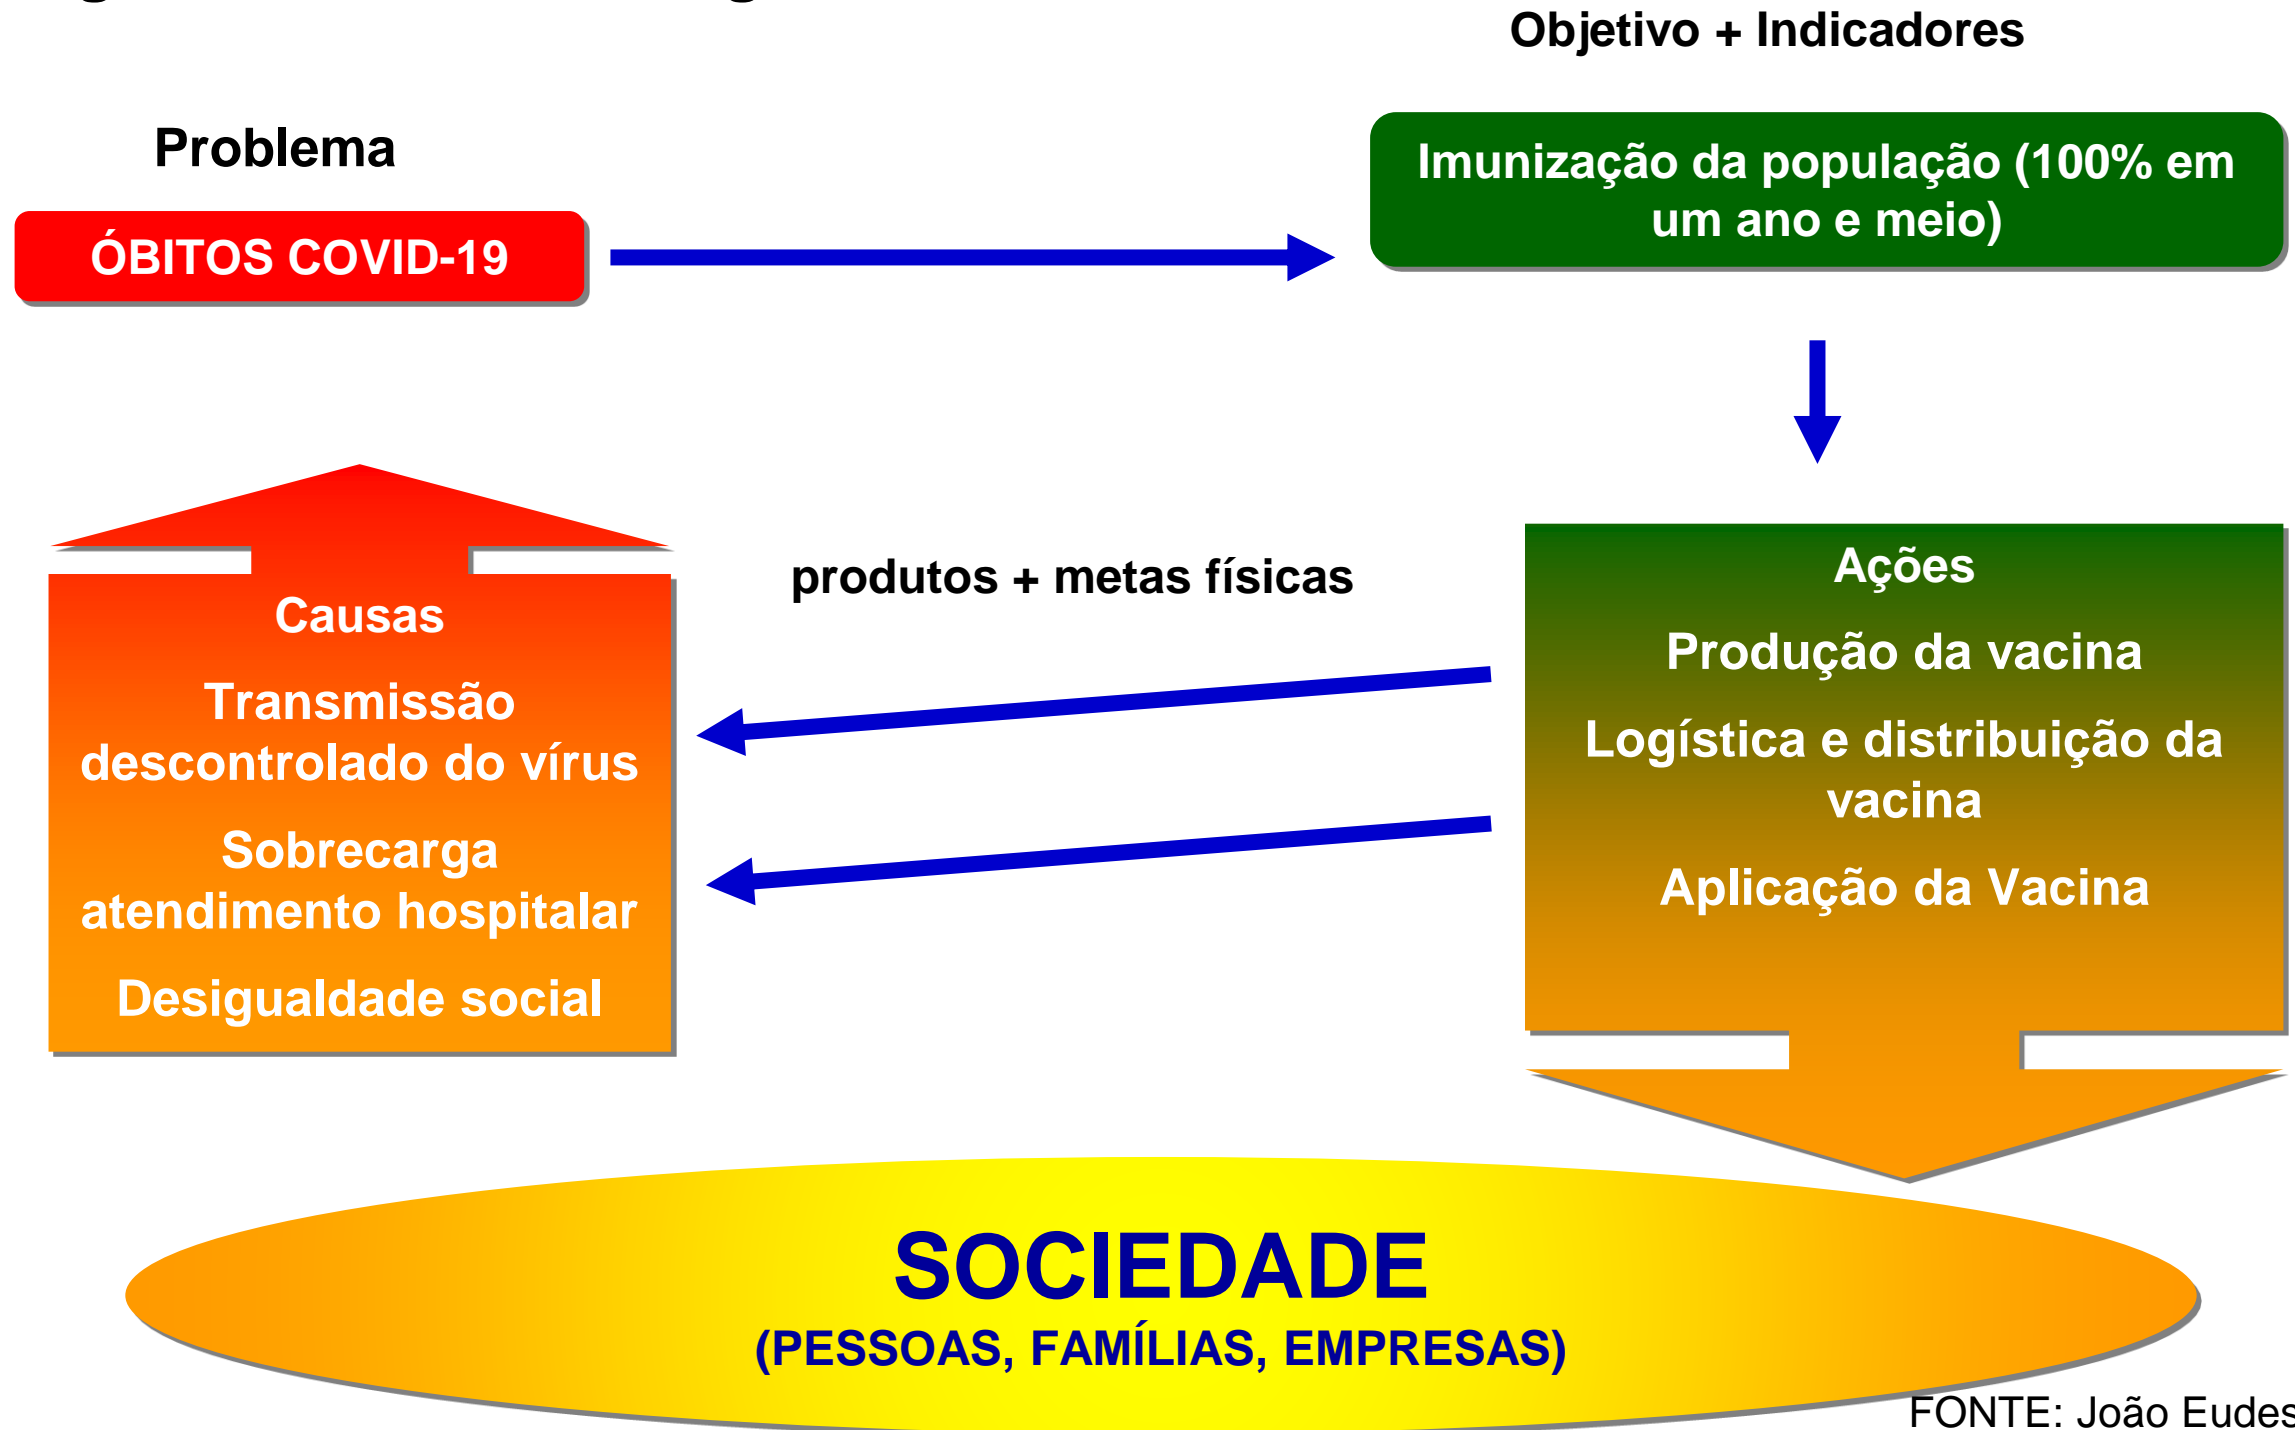 Objetivo + Indicadores
Problema
Imunização da população (100% em
um ano e meio)
ÓBITOS COVID-19
produtos + metas físicas
Causas
Transmissão
descontrolado do vírus
Sobrecarga
atendimento hospitalar
Desigualdade social
Ações
Produção da vacina
Logística e distribuição da
vacina
Aplicação da Vacina
SOCIEDADE
(PESSOAS, FAMÍLIAS, EMPRESAS)
FONTE: João Eudes